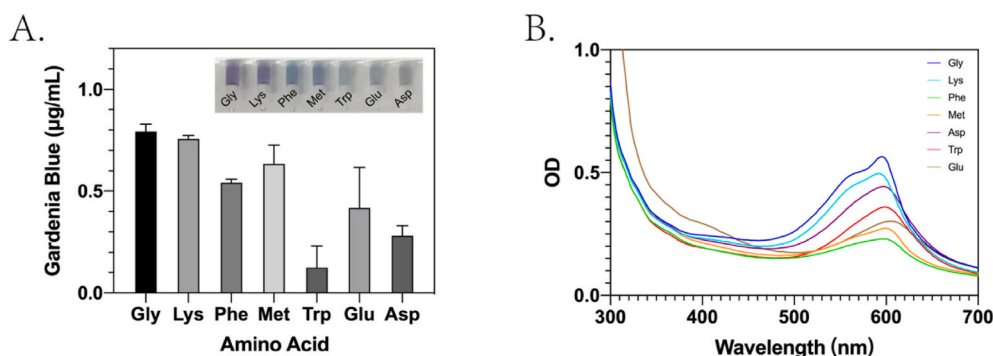 A.
Gardenia Blue (µg/mL)
1.0
0.5
0.0
Gly Lys Phe Met Trp Glu Asp
Gly Lys Phe Met Trp Glu Asp
Amino Acid
B.
OD
1.0
0.5
0.0
Gly
Lys
Phe
Met
Asp
Trp
Glu
300 400 500 600 700
Wavelength (nm)